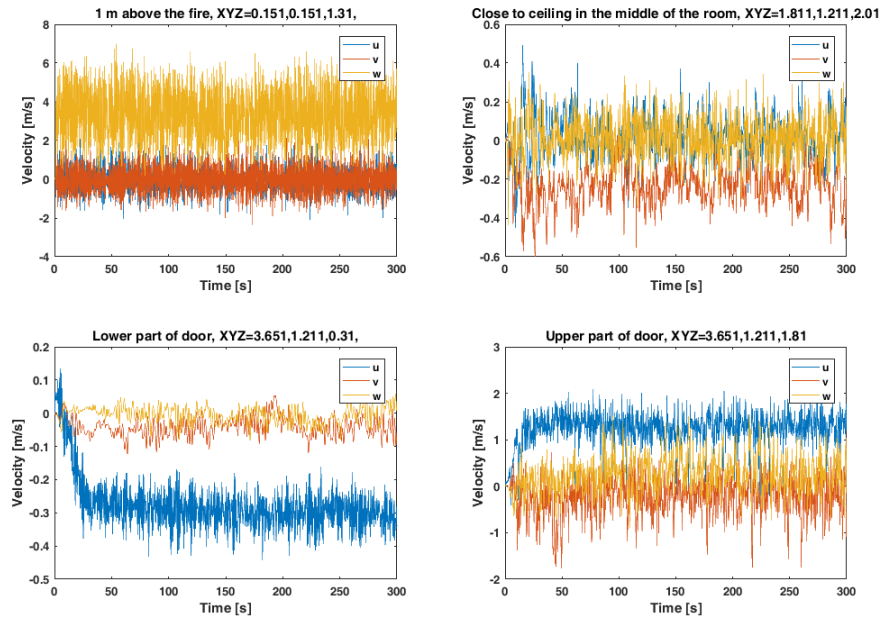 1 m above the fire, XYZ=0.151,0.151,1.31,
8
6
4
2
0
-2
-4
Velocity [m/s]
u
v
w
0
50
100
150
200
250
300
Time [s]
Close to ceiling in the middle of the room, XYZ=1.811,1.211,2.01
0.6
0.4
0.2
0
-0.2
-0.4
-0.6
Velocity [m/s]
u
v
w
0
50
100
150
200
250
300
Time [s]
Lower part of door, XYZ=3.651,1.211,0.31,
0.2
0.1
0
-0.1
-0.2
-0.3
-0.4
-0.5
Velocity [m/s]
u
v
w
0
50
100
150
200
250
300
Time [s]
Upper part of door, XYZ=3.651,1.211,1.81
3
2
1
0
-1
-2
Velocity [m/s]
u
v
w
0
50
100
150
200
250
300
Time [s]